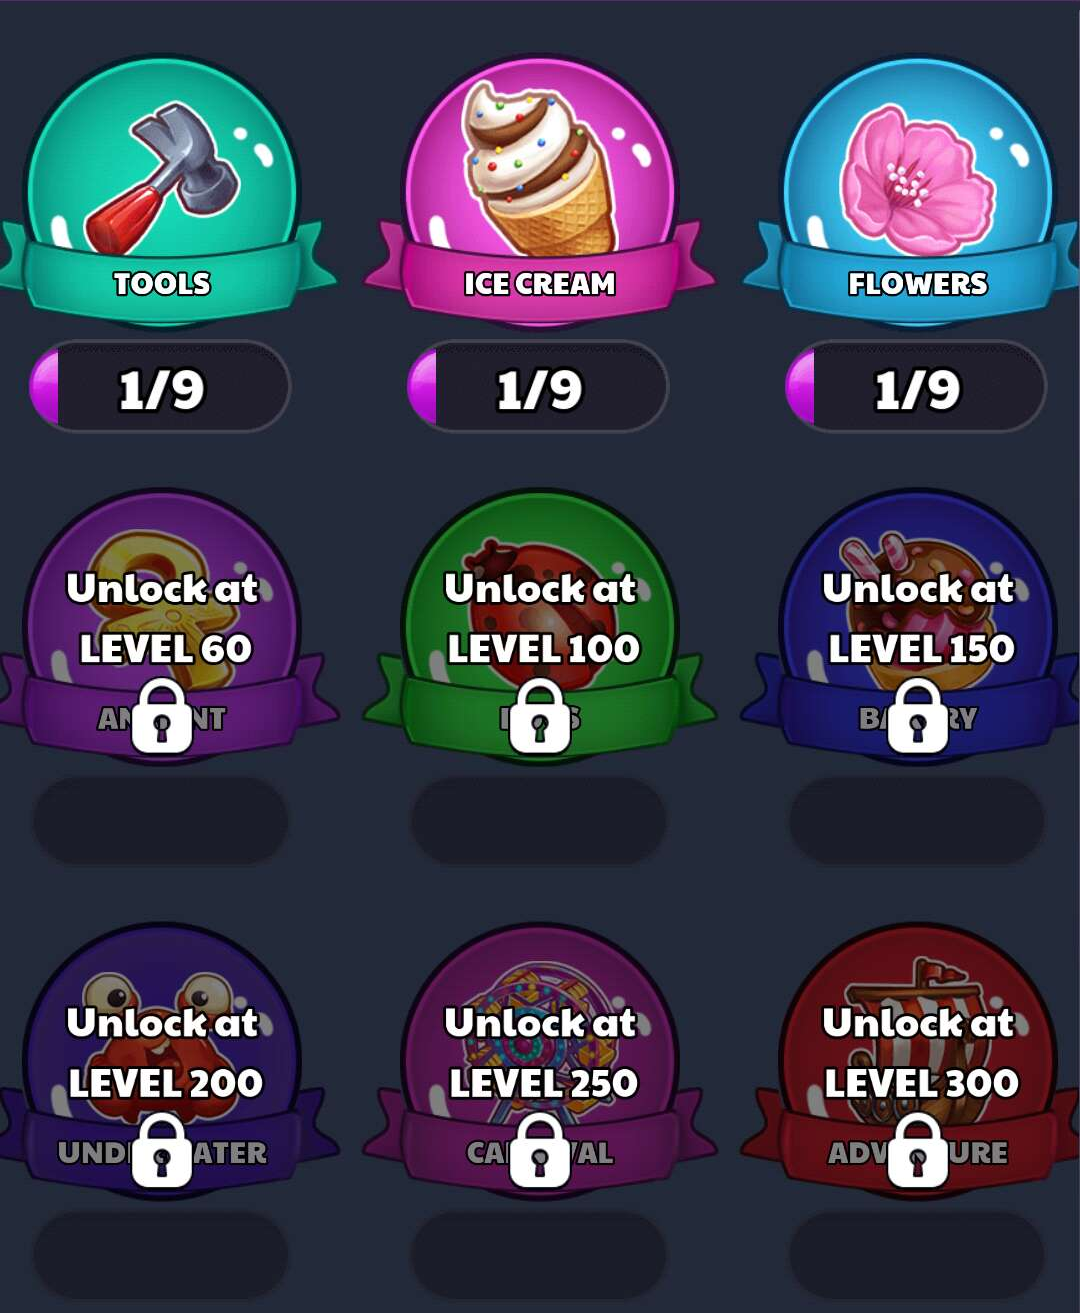 TOOLS
ICE CREAM
FLOWERS
1/9
1/9
1/9
Unlock at
LEVEL 60
Unlock at
LEVEL 100
Unlock at
LEVEL 150
Unlock at
LEVEL 200
Unlock at
LEVEL 250
Unlock at
LEVEL 300